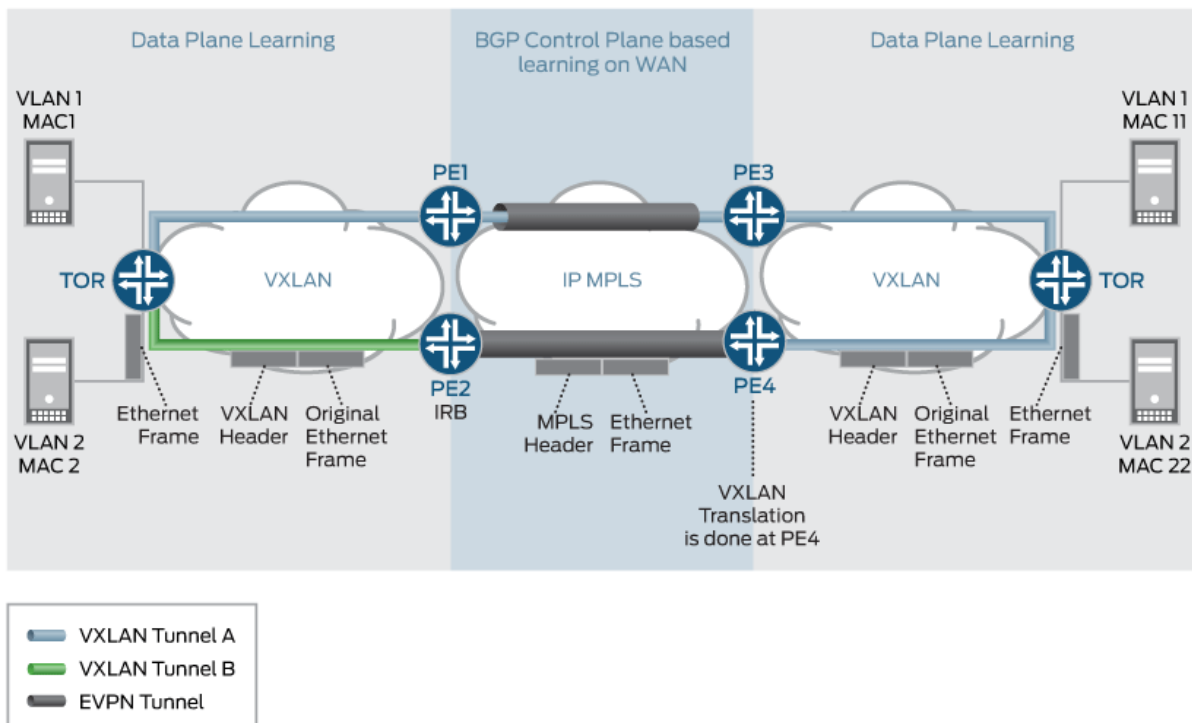 Data Plane Learning
BGP Control Plane based
learning on WAN
Data Plane Learning
VLAN 1
MAC1
VLAN 1
MAC 11
PE1
PE3
TOR
VXLAN
IP MPLS
VXLAN
TOR
PE2
IRB
PE4
VLAN 2
MAC 2
Ethernet
Frame
VXLAN
Header
Original
Ethernet
Frame
MPLS
Header
Ethernet
Frame
VXLAN
Header
Original
Ethernet
Frame
Ethernet
Frame
VLAN 2
MAC 22
VXLAN
Translation
is done at PE4
VXLAN Tunnel A
VXLAN Tunnel B
EVPN Tunnel